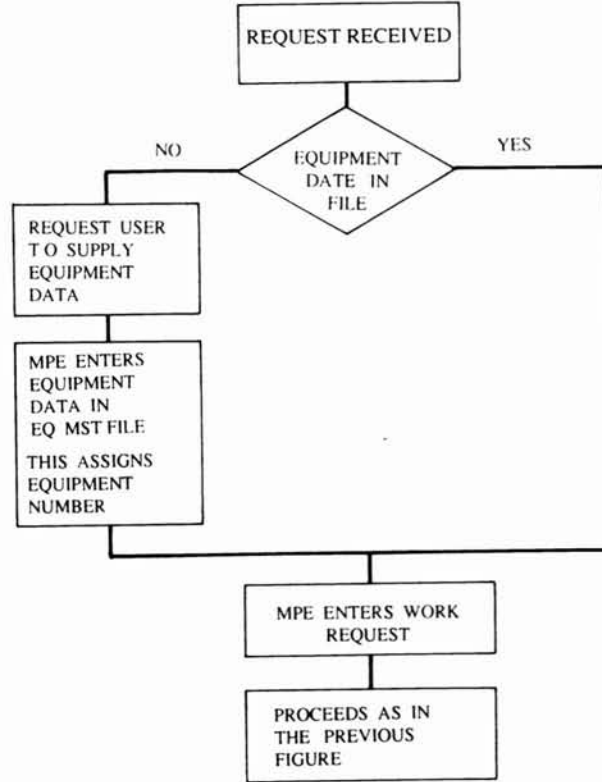 REQUEST RECEIVED
NO
YES
EQUIPMENT
DATE IN
FILE
REQUEST USER
TO SUPPLY
EQUIPMENT
DATA
MPE ENTERS
EQUIPMENT
DATA IN
EQ MST FILE
THIS ASSIGNS
EQUIPMENT
NUMBER
MPE ENTERS WORK
REQUEST
PROCEEDS AS IN
THE PREVIOUS
FIGURE